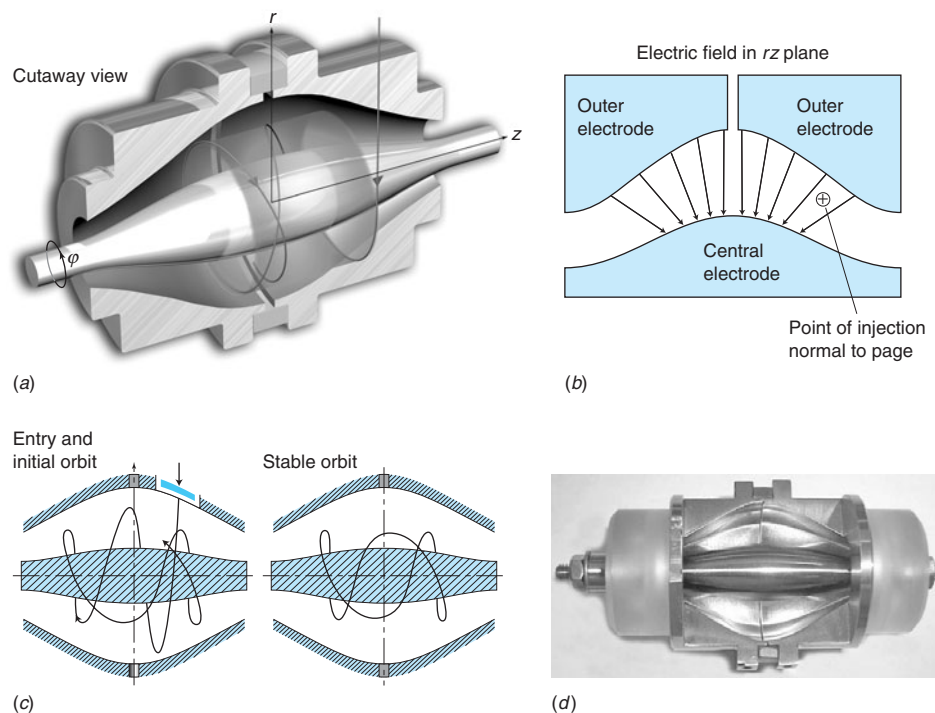 Cutaway view
r
z
φ
(a)
Electric field in rz plane
Outer
electrode
Outer
electrode
Central
electrode
Point of injection
normal to page
(b)
Entry and
initial orbit
Stable orbit
(c)
(d)